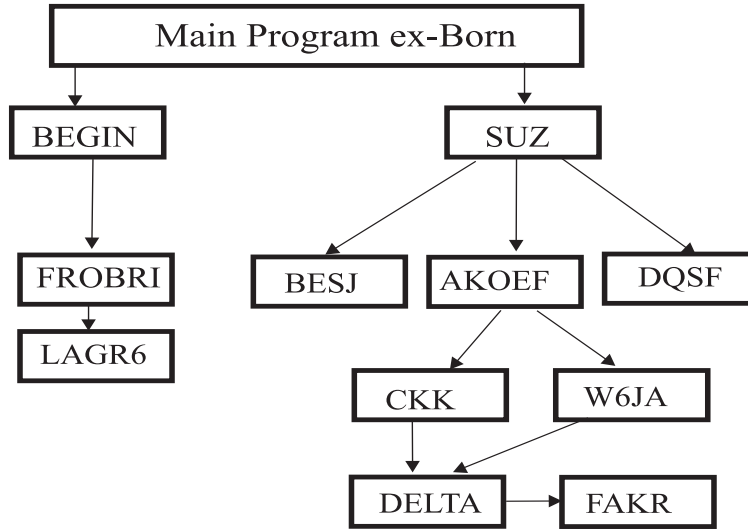 Main Program ex-Born
BEGIN
SUZ
FROBRI
BESJ
AKOEF
DQSF
LAGR6
CKK
W6JA
DELTA
FAKR